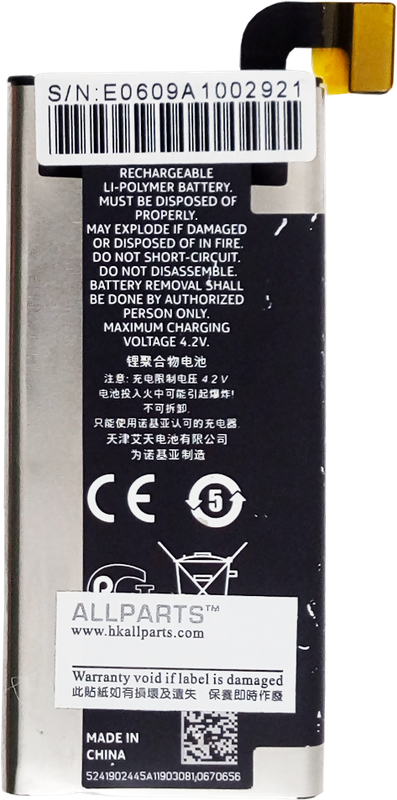 S/N:E0609A1002921
RECHARGEABLE
LI-POLYMER BATTERY.
MUST BE DISPOSED OF
PROPERLY.
MAY EXPLODE IF DAMAGED
OR DISPOSED OF IN FIRE.
DO NOT SHORT-CIRCUIT.
DO NOT DISASSEMBLE.
BATTERY REMOVAL SHALL
BE DONE BY AUTHORIZED
PERSON ONLY.
MAXIMUM CHARGING
VOLTAGE 4.2V.
锂聚合物电池
注意: 充电限制电压 4.2V
电池投入火中可能引起爆炸!
不可拆卸.
只能使用诺基亚认可的充电器.
天津艾天电池有限公司
为诺基亚制造
CE 5
ALLPARTS™
www.hkallparts.com
Warranty void if label is damaged
此貼紙如有損環及遺失 保養即時作廢
MADE IN
CHINA
5241902445A11903081,0670656